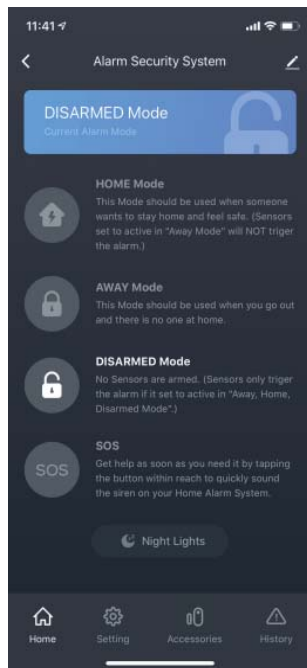 11:41
Alarm Security System
DISARMED Mode
Current Alarm Mode
HOME Mode
This Mode should be used when someone
wants to stay home and feel safe. (Sensors
set to active in "Away Mode" will NOT triger
the alarm.)
AWAY Mode
This Mode should be used when you go out
and there is no one at home.
DISARMED Mode
No Sensors are armed. (Sensors only triger
the alarm if it set to active in "Away, Home,
Disarmed Mode".)
SOS
SOS
Get help as soon as you need it by tapping
the button within reach to quickly sound
the siren on your Home Alarm System.
Night Lights
Home Setting Accessories History